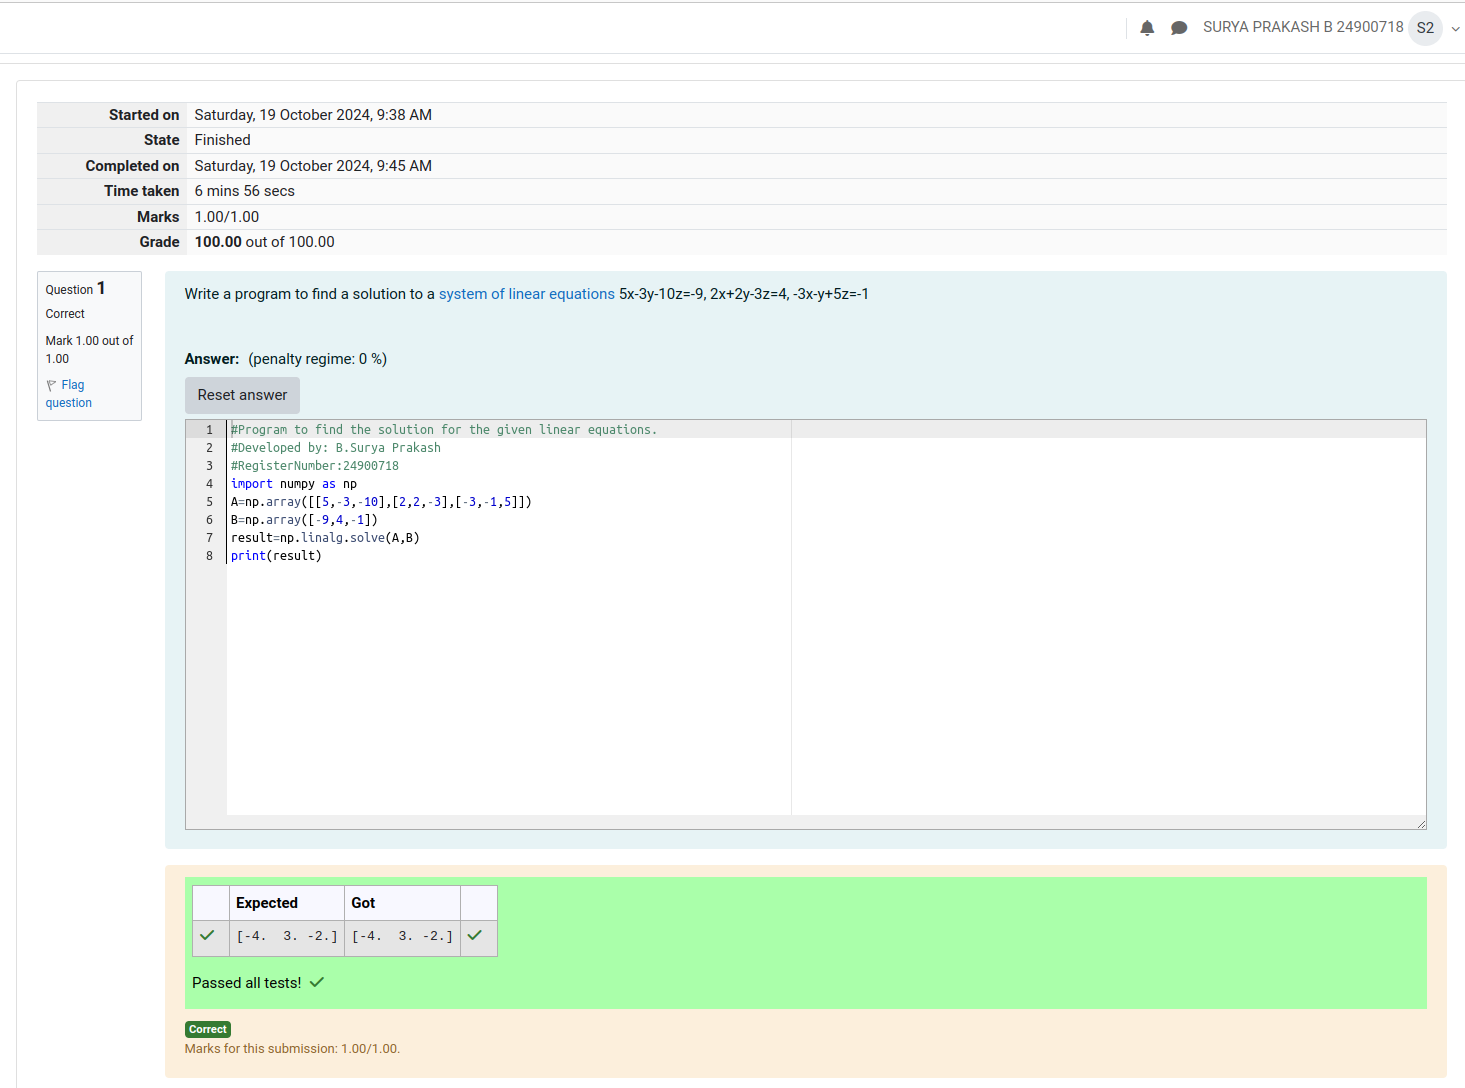 SURYA PRAKASH B 24900718 S2
Started on Saturday, 19 October 2024, 9:38 AM
State Finished
Completed on Saturday, 19 October 2024, 9:45 AM
Time taken 6 mins 56 secs
Marks 1.00/1.00
Grade 100.00 out of 100.00
Question 1
Correct
Mark 1.00 out of
1.00
Flag
question
Write a program to find a solution to a system of linear equations 5x-3y-10z=-9, 2x+2y-3z=4, -3x-y+5z=-1
Answer: (penalty regime: 0 %)
Reset answer
1 #Program to find the solution for the given linear equations.
2 #Developed by: B.Surya Prakash
3 #RegisterNumber:24900718
4 import numpy as np
5 A=np.array([[5,-3,-10],[2,2,-3],[-3,-1,5]])
6 B=np.array([-9,4,-1])
7 result=np.linalg.solve(A,B)
8 print(result)
Expected Got
[-4.  3. -2.] [-4.  3. -2.]
Passed all tests!
Correct
Marks for this submission: 1.00/1.00.